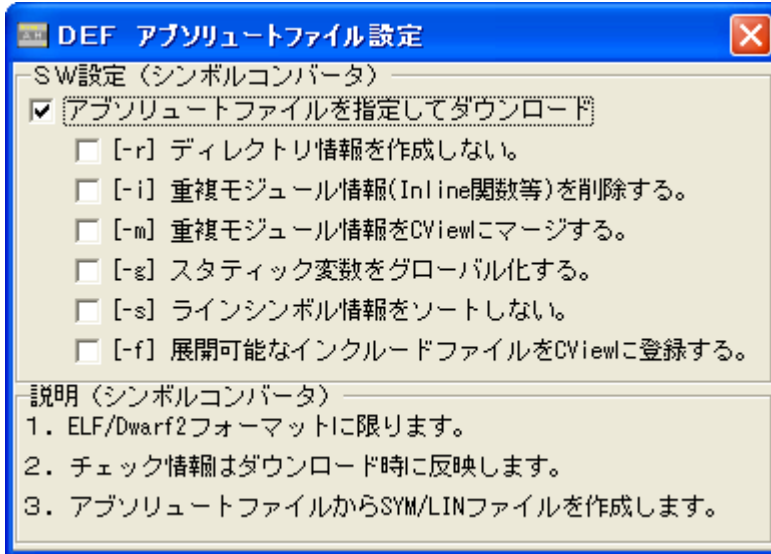 DEF アブソリュートファイル設定
SW設定（シンボルコンバータ）
アブソリュートファイルを指定してダウンロード
[-r] ディレクトリ情報を作成しない。
[-i] 重複モジュール情報(Inline関数等)を削除する。
[-m] 重複モジュール情報をCViewにマージする。
[-g] スタティック変数をグローバル化する。
[-s] ラインシンボル情報をソートしない。
[-f] 展開可能なインクルードファイルをCViewに登録する。
説明（シンボルコンバータ）
１．ELF/Dwarf2フォーマットに限ります。
２．チェック情報はダウンロード時に反映します。
３．アブソリュートファイルからSYM/LINファイルを作成します。